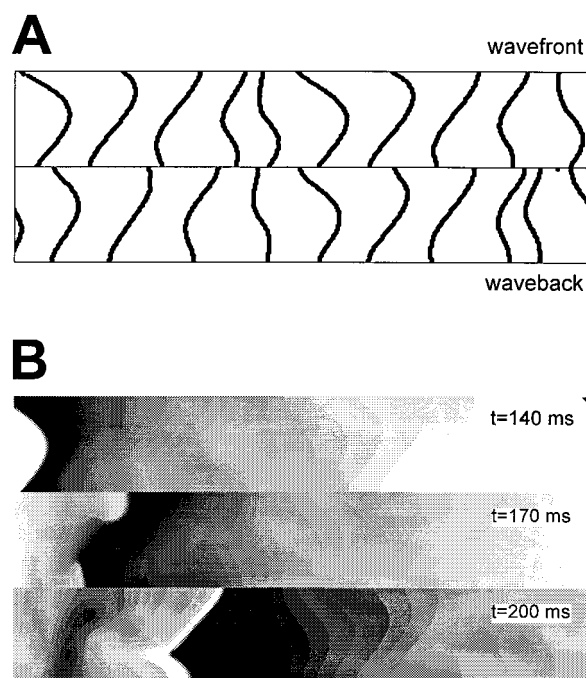 A
wavefront
waveback
B
t=140 ms
t=170 ms
t=200 ms